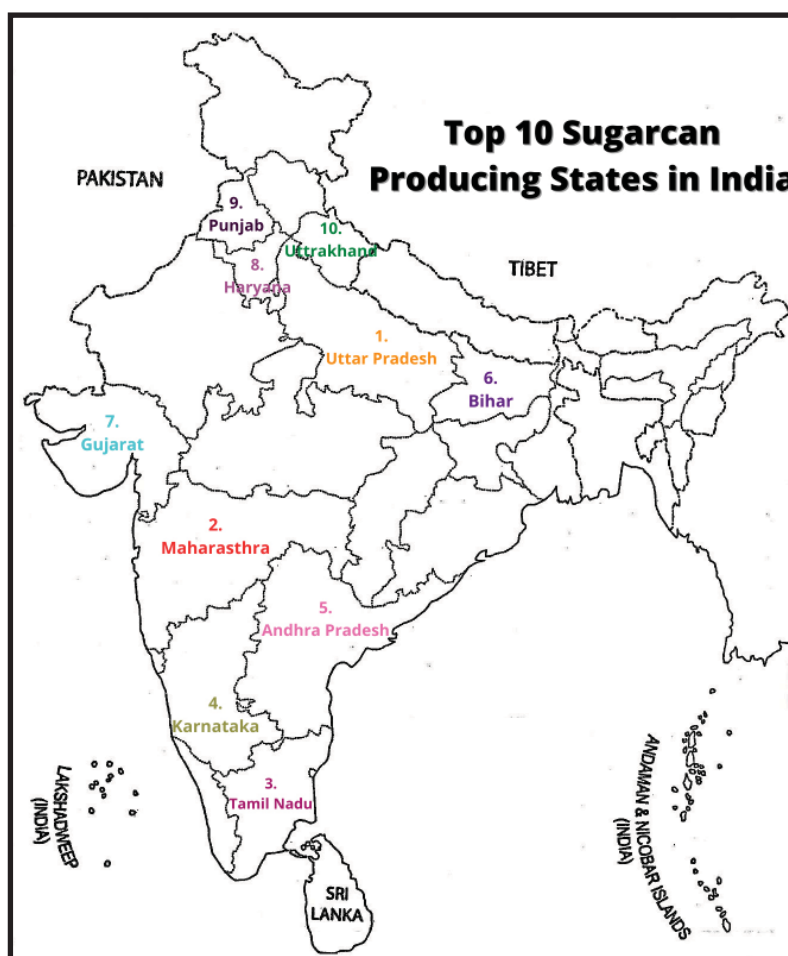 Top 10 Sugarcan
Producing States in India
PAKISTAN
9.
Punjab
10.
Uttrakhand
8.
Haryana
TIBET
1.
Uttar Pradesh
6.
Bihar
7.
Gujarat
2.
Maharasthra
5.
Andhra Pradesh
4.
Karnataka
3.
Tamil Nadu
LAKSHADWEEP
(INDIA)
ANDAMAN & NICOBAR ISLANDS
(INDIA)
SRI
LANKA